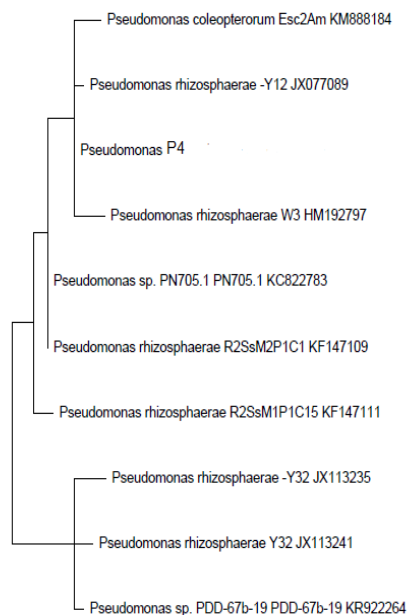 Pseudomonas coleopterorum Esc2Am KM888184
Pseudomonas rhizosphaerae -Y12 JX077089
Pseudomonas P4
Pseudomonas rhizosphaerae W3 HM192797
Pseudomonas sp. PN705.1 PN705.1 KC822783
Pseudomonas rhizosphaerae R2SsM2P1C1 KF147109
Pseudomonas rhizosphaerae R2SsM1P1C15 KF147111
Pseudomonas rhizosphaerae -Y32 JX113235
Pseudomonas rhizosphaerae Y32 JX113241
Pseudomonas sp. PDD-67b-19 PDD-67b-19 KR922264